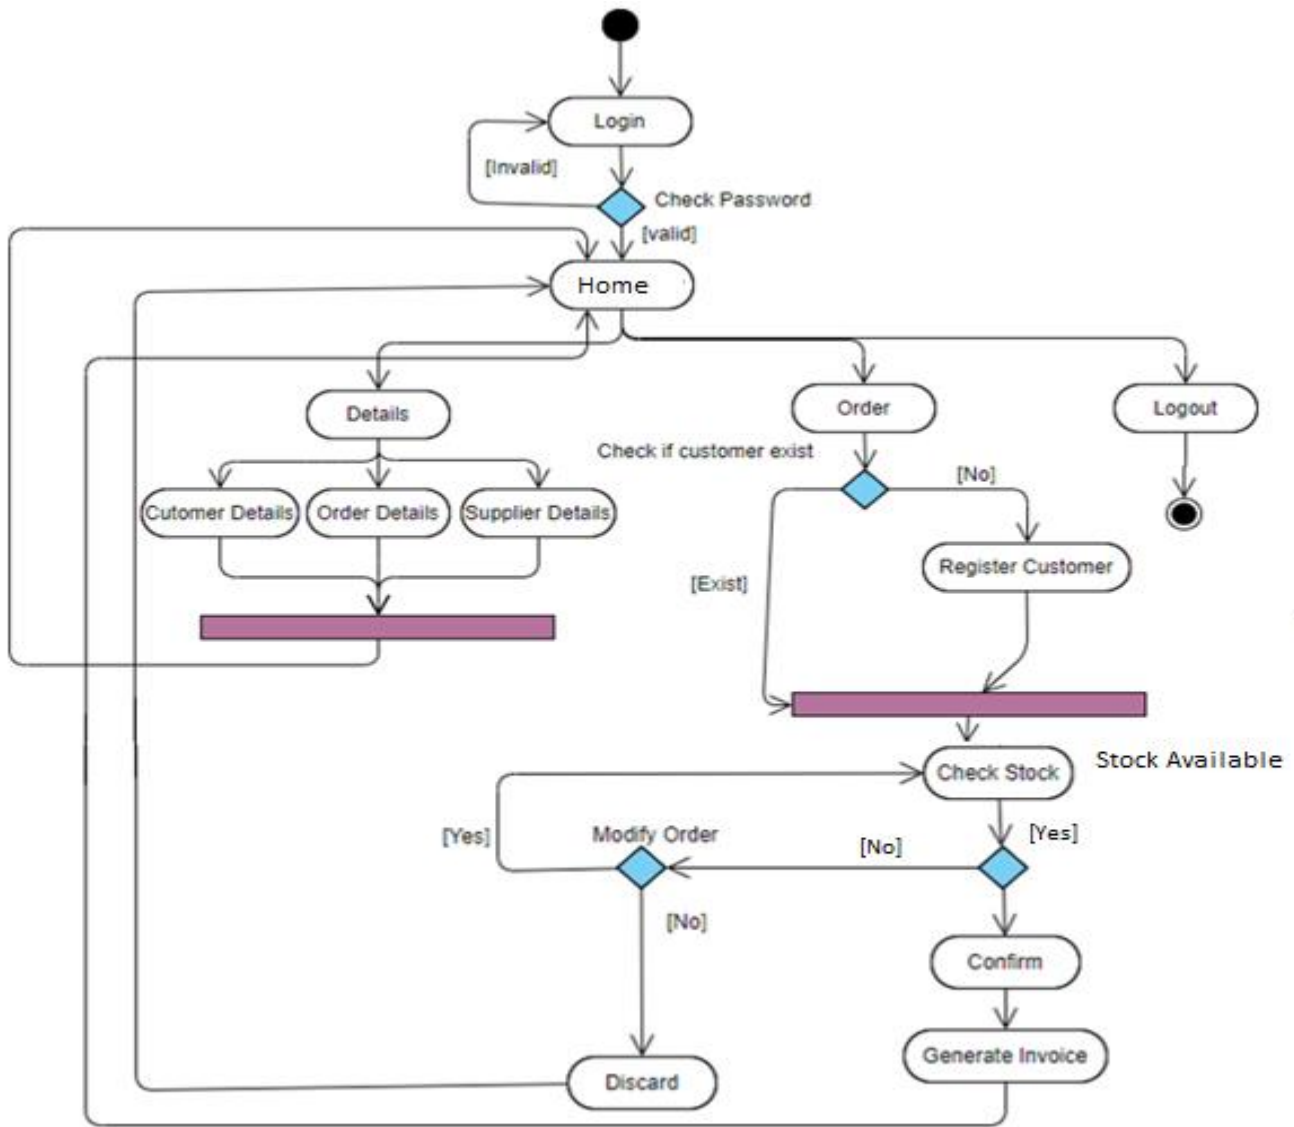 Login
[Invalid]
Check Password
[valid]
Home
Details
Order
Logout
Check if customer exist
[No]
Cutomer Details
Order Details
Supplier Details
Register Customer
[Exist]
Stock Available
Check Stock
[Yes]
Modify Order
[No]
[Yes]
[No]
Confirm
Generate Invoice
Discard